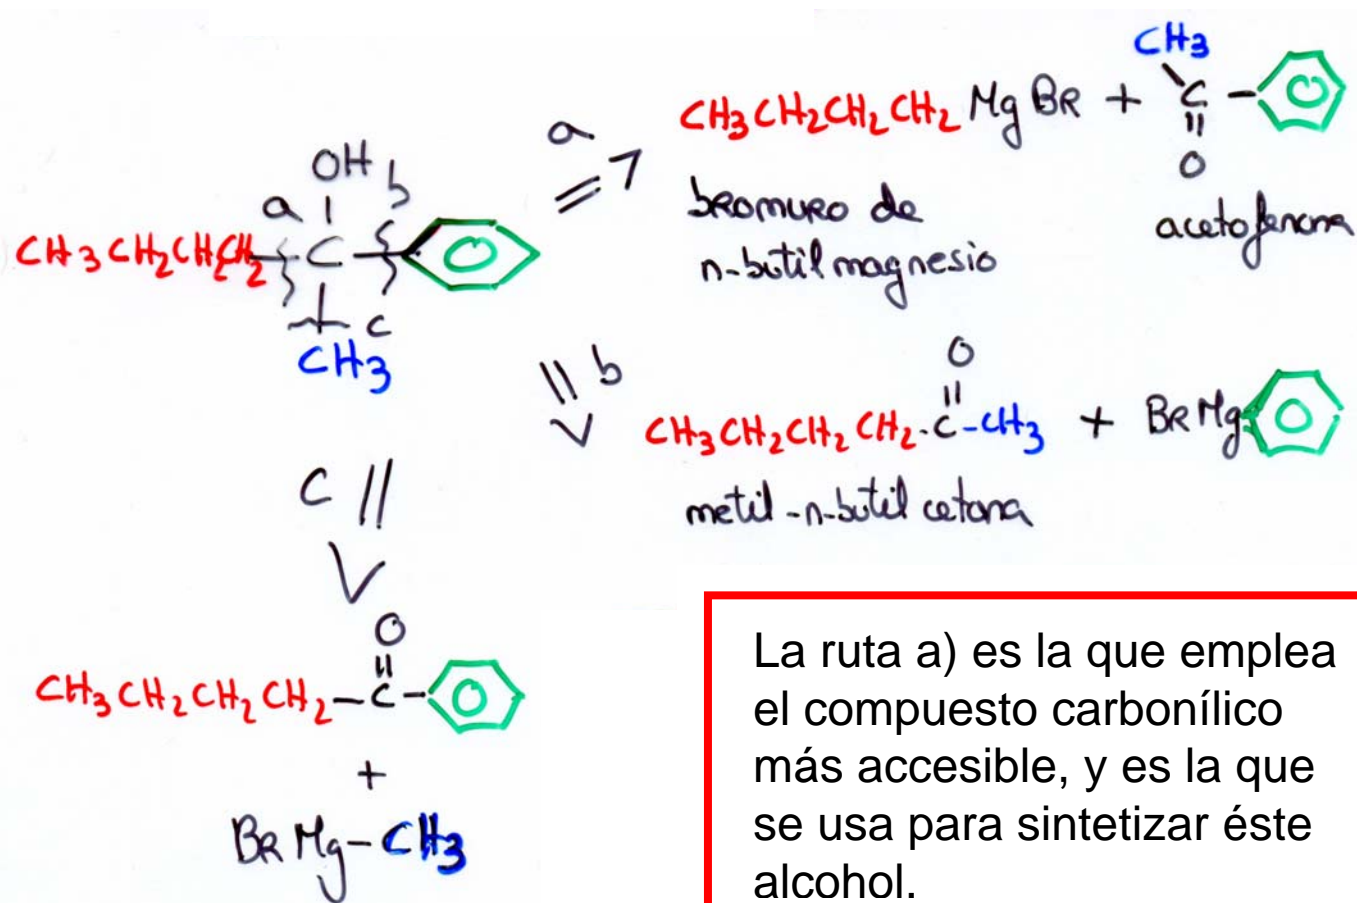 OH
a
b
CH3CH2CH2CH2 - C -
c
CH3
a
CH3CH2CH2CH2MgBR + C -
CH3
O
bromuro de
n-butil magnesio
acetofenona
b
O
CH3CH2CH2CH2-C-CH3 + BRMg
metil-n-butil cetona
c
O
CH3CH2CH2CH2-C-
+
BRMg-CH3
La ruta a) es la que emplea
el compuesto carbonílico
más accesible, y es la que
se usa para sintetizar éste
alcohol.